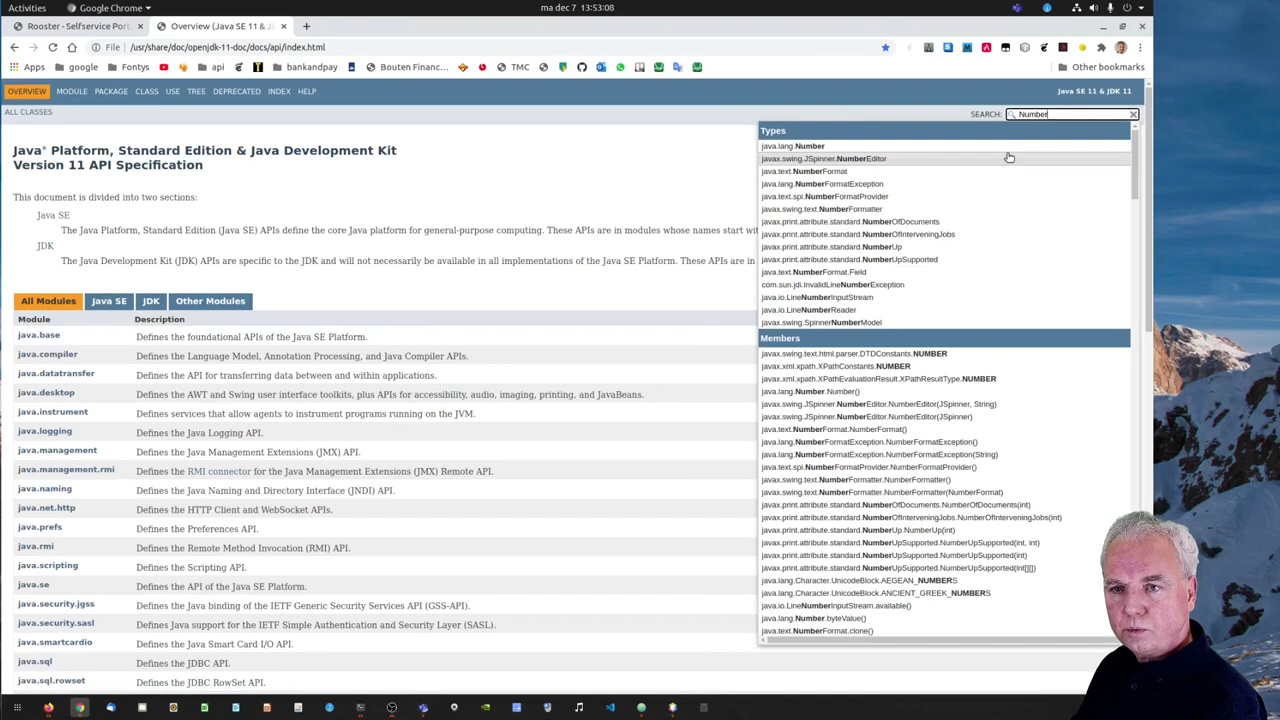 Activities
Google Chrome
ma dec 7, 13:53:08
Rooster - Selfservice Port
Overview (Java SE 11 & J
File
/usr/share/doc/openjdk-11-doc/docs/api/index.html
Apps
google
Fontys
api
bankandpay
Bouten Financ...
TMC
Other bookmarks
OVERVIEW
MODULE
PACKAGE
CLASS
USE
TREE
DEPRECATED
INDEX
HELP
Java SE 11 & JDK 11
ALL CLASSES
SEARCH:
Number
Java® Platform, Standard Edition & Java Development Kit
Version 11 API Specification
This document is divided into two sections:
Java SE
The Java Platform, Standard Edition (Java SE) APIs define the core Java platform for general-purpose computing. These APIs are in modules whose names start wit
JDK
The Java Development Kit (JDK) APIs are specific to the JDK and will not necessarily be available in all implementations of the Java SE Platform. These APIs are in
All Modules
Java SE
JDK
Other Modules
Module
Description
java.base
Defines the foundational APIs of the Java SE Platform.
java.compiler
Defines the Language Model, Annotation Processing, and Java Compiler APIs.
java.datatransfer
Defines the API for transferring data between and within applications.
java.desktop
Defines the AWT and Swing user interface toolkits, plus APIs for accessibility, audio, imaging, printing, and JavaBeans.
java.instrument
Defines services that allow agents to instrument programs running on the JVM.
java.logging
Defines the Java Logging API.
java.management
Defines the Java Management Extensions (JMX) API.
java.management.rmi
Defines the RMI connector for the Java Management Extensions (JMX) Remote API.
java.naming
Defines the Java Naming and Directory Interface (JNDI) API.
java.net.http
Defines the HTTP Client and WebSocket APIs.
java.prefs
Defines the Preferences API.
java.rmi
Defines the Remote Method Invocation (RMI) API.
java.scripting
Defines the Scripting API.
java.se
Defines the API of the Java SE Platform.
java.security.jgss
Defines the Java binding of the IETF Generic Security Services API (GSS-API).
java.security.sasl
Defines Java support for the IETF Simple Authentication and Security Layer (SASL).
java.smartcardio
Defines the Java Smart Card I/O API.
java.sql
Defines the JDBC API.
java.sql.rowset
Defines the JDBC RowSet API.
Types
java.lang.Number
javax.swing.JSpinner.NumberEditor
java.text.NumberFormat
java.lang.NumberFormatException
java.text.spi.NumberFormatProvider
javax.swing.text.NumberFormatter
javax.print.attribute.standard.NumberOfDocuments
javax.print.attribute.standard.NumberOfInterveningJobs
javax.print.attribute.standard.NumberUp
javax.print.attribute.standard.NumberUpSupported
java.text.NumberFormat.Field
com.sun.jdi.InvalidLineNumberException
java.io.LineNumberInputStream
java.io.LineNumberReader
javax.swing.SpinnerNumberModel
Members
javax.swing.text.html.parser.DTDConstants.NUMBER
javax.xml.xpath.XPathConstants.NUMBER
javax.xml.xpath.XPathEvaluationResult.XPathResultType.NUMBER
java.lang.Number.Number()
javax.swing.JSpinner.NumberEditor.NumberEditor(JSpinner, String)
javax.swing.JSpinner.NumberEditor.NumberEditor(JSpinner)
java.text.NumberFormat.NumberFormat()
java.lang.NumberFormatException.NumberFormatException()
java.lang.NumberFormatException.NumberFormatException(String)
java.text.spi.NumberFormatProvider.NumberFormatProvider()
javax.swing.text.NumberFormatter.NumberFormatter()
javax.swing.text.NumberFormatter.NumberFormatter(NumberFormat)
javax.print.attribute.standard.NumberOfDocuments.NumberOfDocuments(int)
javax.print.attribute.standard.NumberOfInterveningJobs.NumberOfInterveningJobs(int)
javax.print.attribute.standard.NumberUp.NumberUp(int)
javax.print.attribute.standard.NumberUpSupported.NumberUpSupported(int, int)
javax.print.attribute.standard.NumberUpSupported.NumberUpSupported(int)
javax.print.attribute.standard.NumberUpSupported.NumberUpSupported(int[][])
java.lang.Character.UnicodeBlock.AEGEAN_NUMBERS
java.lang.Character.UnicodeBlock.ANCIENT_GREEK_NUMBERS
java.io.LineNumberInputStream.available()
java.lang.Number.byteValue()
java.text.NumberFormat.clone()